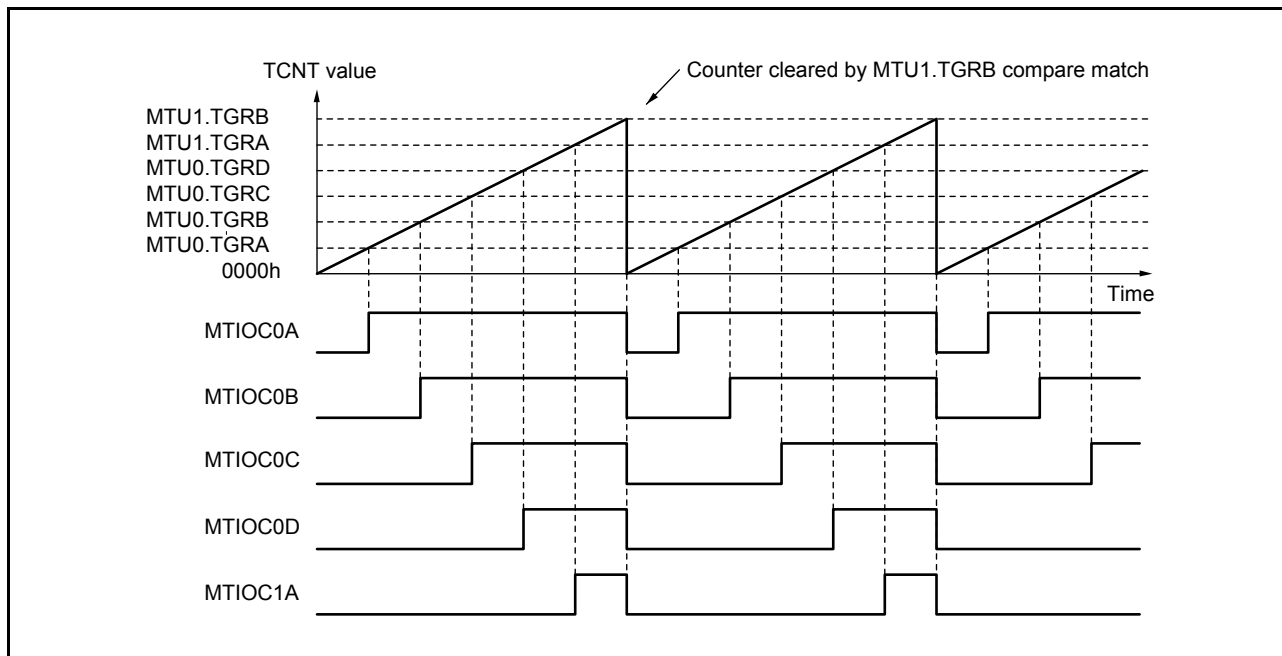 TCNT value
Counter cleared by MTU1.TGRB compare match
MTU1.TGRB
MTU1.TGRA
MTU0.TGRD
MTU0.TGRC
MTU0.TGRB
MTU0.TGRA
0000h
Time
MTIOC0A
MTIOC0B
MTIOC0C
MTIOC0D
MTIOC1A